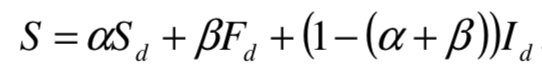 S = αS_d + βF_d + (1−(α + β))I_d